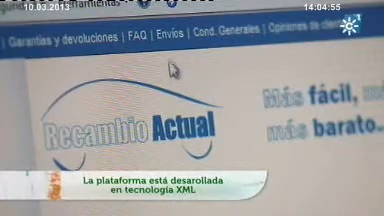 10.03.2013
14:04:55
| Garantías y devoluciones | FAQ | Envíos | Cond. Generales | Opiniones de
Recambio Actual
Más fácil,
más barato...
La plataforma está desarollada
en tecnología XML